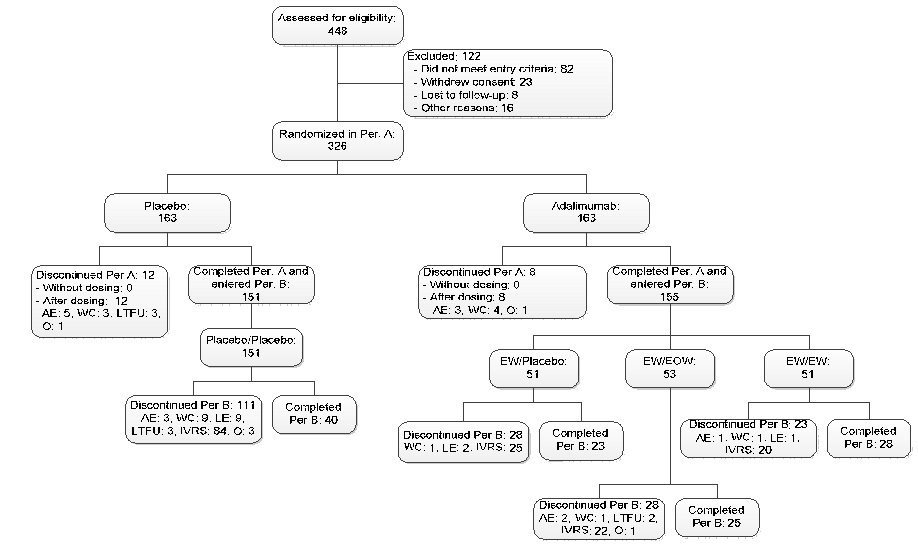 Assessed for eligibility:
448
Excluded: 122
- Did not meet entry criteria: 82
- Withdrew consent: 23
- Lost to follow-up: 8
- Other reasons: 16
Randomized in Per. A:
326
Placebo:
163
Adalimumab:
163
Discontinued Per A: 12
- Without dosing: 0
- After dosing: 12
AE: 5, WC: 3. LTFU: 3,
O: 1
Completed Per. A and
entered Per. B:
151
Discontinued Per A: 8
- Without dosing: 0
- After dosing: 8
AE: 3, WC: 4, O: 1
Completed Per. A and
entered Per. B:
155
Placebo/Placebo:
151
EW/Placebo:
51
EW/EOW:
53
EW/EW:
51
Discontinued Per B: 111
AE: 3, WC: 9. LE: 9,
LTFU: 3, IVRS: 84, O: 3
Completed
Per B: 40
Discontinued Per B: 28
WC: 1, LE: 2, IVRS: 25
Completed
Per B: 23
Discontinued Per B: 23
AE: 1, WC: 1, LE: 1,
IVRS: 20
Completed
Per B: 28
Discontinued Per B: 28
AE: 2, WC: 1, LTFU: 2,
IVRS: 22, O: 1
Completed
Per B: 25